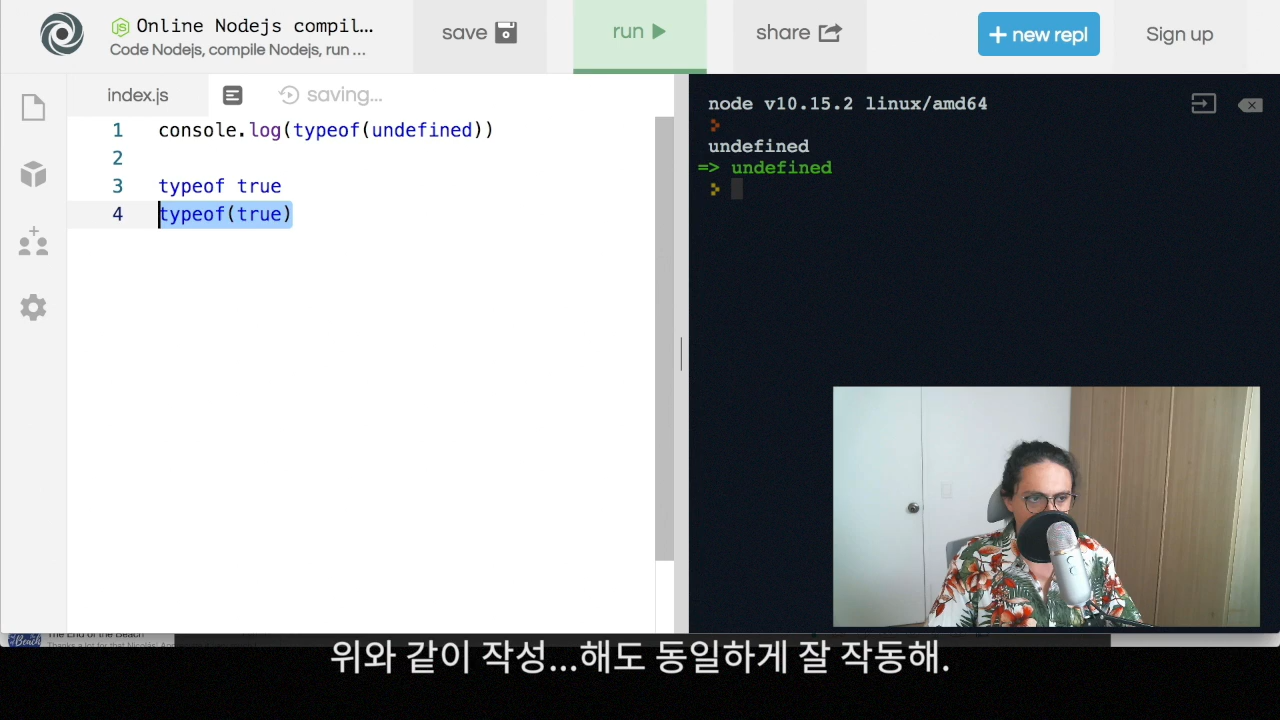 Online Nodejs compil...
Code Nodejs, compile Nodejs, run ...
save
run
share
+ new repl
Sign up
index.js
saving...
1 console.log(typeof(undefined))
2
3 typeof true
4 typeof(true)
node v10.15.2 linux/amd64
undefined
=> undefined
The End of the Beach
위와 같이 작성...해도 동일하게 잘 작동해.